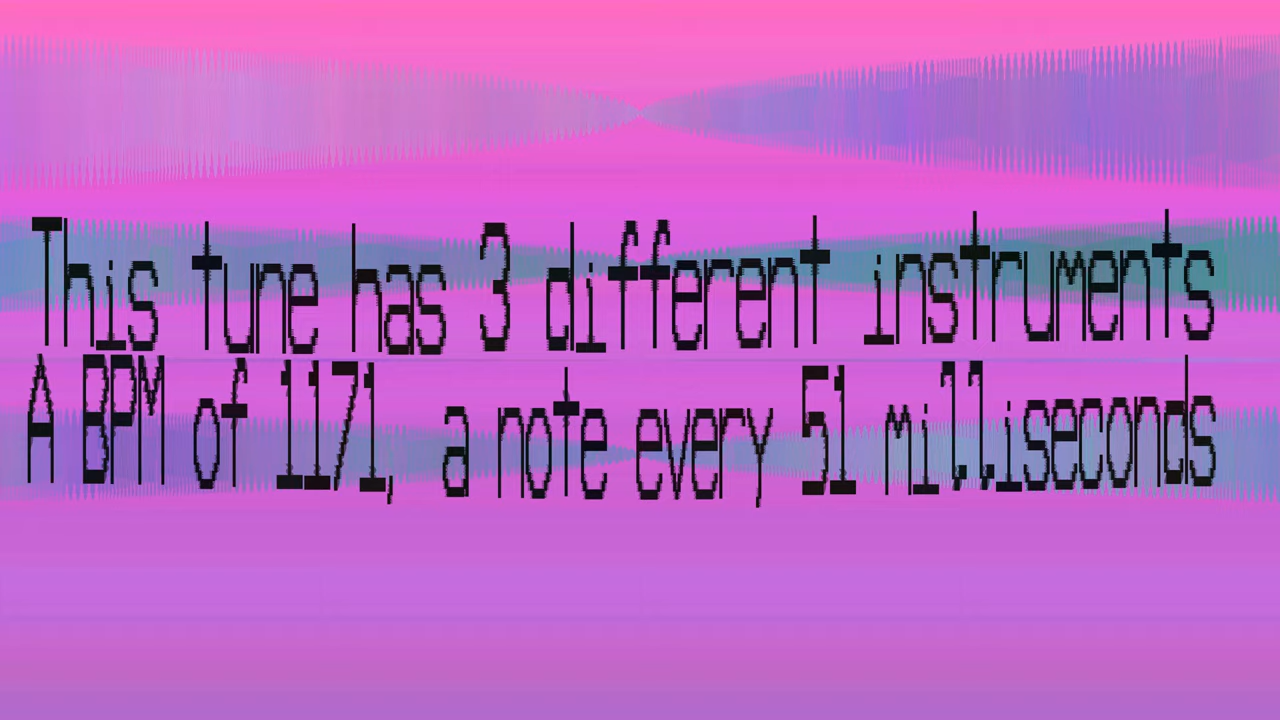 This tune has 3 different instruments
A BPM of 1171, a note every 51 milliseconds